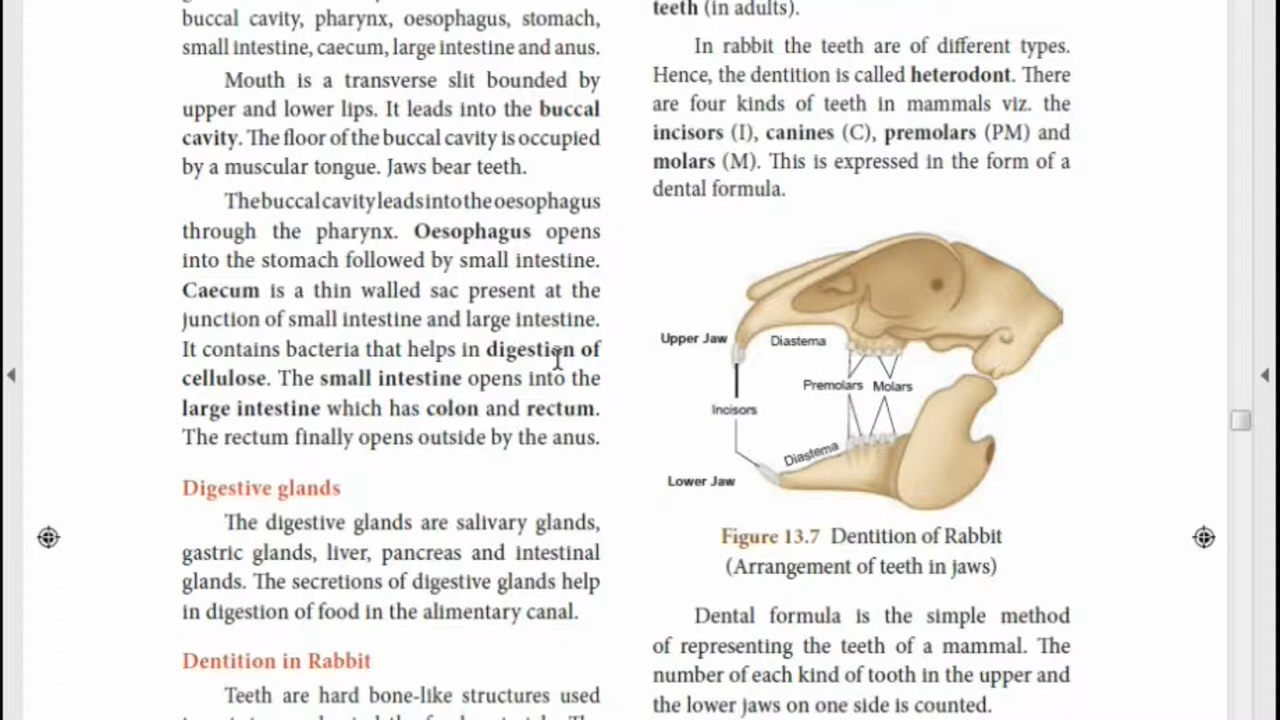 buccal cavity, pharynx, oesophagus, stomach,
small intestine, caecum, large intestine and anus.
Mouth is a transverse slit bounded by
upper and lower lips. It leads into the buccal
cavity. The floor of the buccal cavity is occupied
by a muscular tongue. Jaws bear teeth.
The buccal cavity leads into the oesophagus
through the pharynx. Oesophagus opens
into the stomach followed by small intestine.
Caecum is a thin walled sac present at the
junction of small intestine and large intestine.
It contains bacteria that helps in digestion of
cellulose. The small intestine opens into the
large intestine which has colon and rectum.
The rectum finally opens outside by the anus.
Digestive glands
The digestive glands are salivary glands,
gastric glands, liver, pancreas and intestinal
glands. The secretions of digestive glands help
in digestion of food in the alimentary canal.
Dentition in Rabbit
Teeth are hard bone-like structures used
teeth (in adults).
In rabbit the teeth are of different types.
Hence, the dentition is called heterodont. There
are four kinds of teeth in mammals viz. the
incisors (I), canines (C), premolars (PM) and
molars (M). This is expressed in the form of a
dental formula.
Upper Jaw
Diastema
Premolars Molars
Incisors
Diastema
Lower Jaw
Figure 13.7 Dentition of Rabbit
(Arrangement of teeth in jaws)
Dental formula is the simple method
of representing the teeth of a mammal. The
number of each kind of tooth in the upper and
the lower jaws on one side is counted.